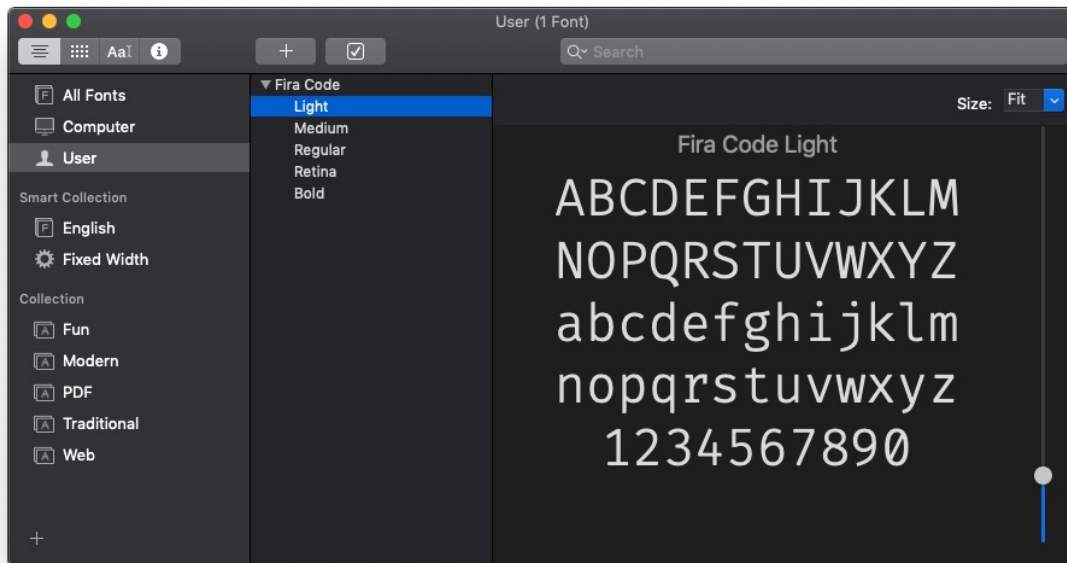 User (1 Font)
AaI
Search
All Fonts
Computer
User
Smart Collection
English
Fixed Width
Collection
Fun
Modern
PDF
Traditional
Web
Fira Code
Light
Medium
Regular
Retina
Bold
Size: Fit
Fira Code Light
ABCDEFGHIJKLM
NOPQRSTUVWXYZ
abcdefghijklm
nopqrstuvwxyz
1234567890